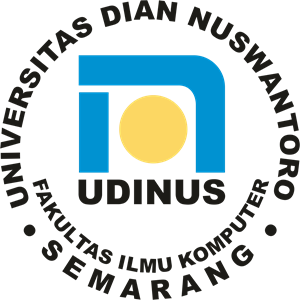 UNIVERSITAS DIAN NUSWANTORO
UDINUS
FAKULTAS ILMU KOMPUTER
• SEMARANG •